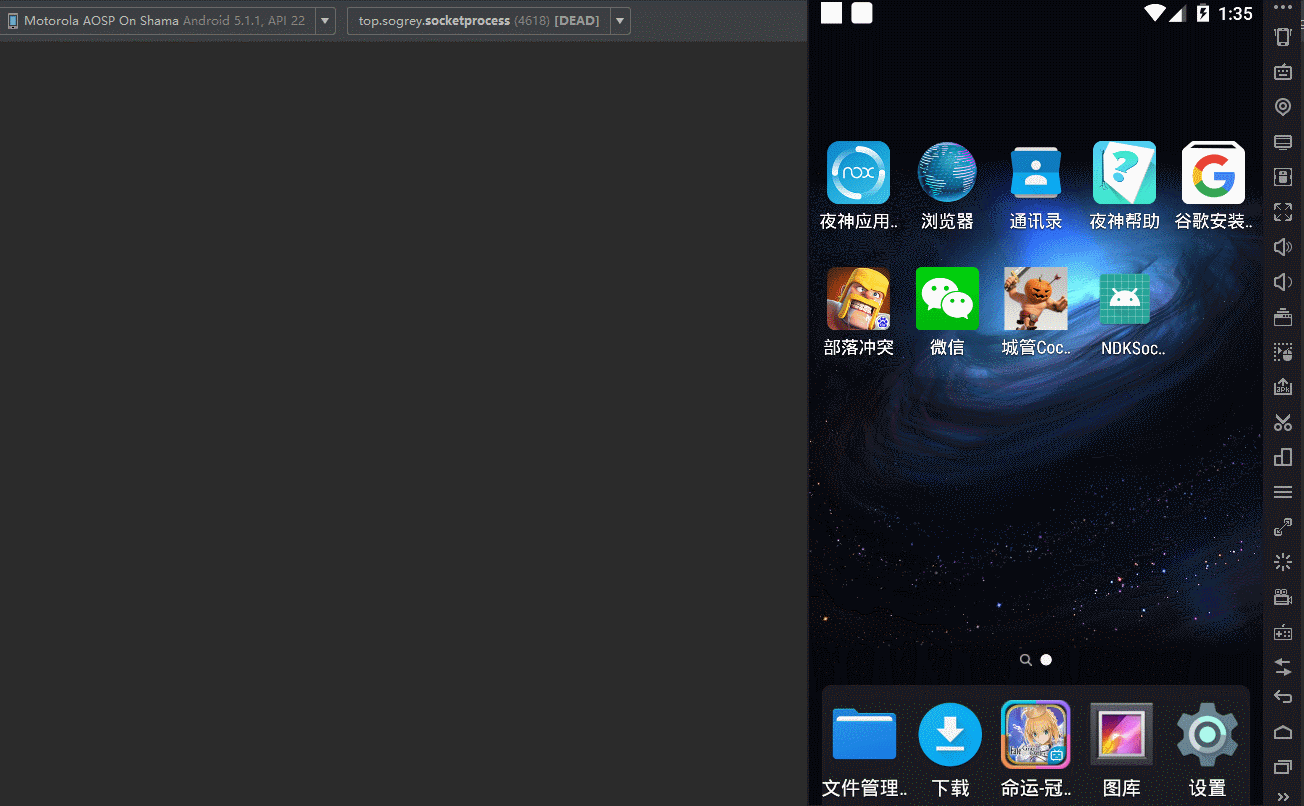 Motorola AOSP On Shama Android 5.1.1, API 22
top.sogrey.socketprocess (4618) [DEAD]
1:35
nox
夜神应用..
浏览器
通讯录
夜神帮助
谷歌安装..
部落冲突
微信
城管Coc..
NDKSoc..
文件管理..
下载
命运-冠..
图库
设置